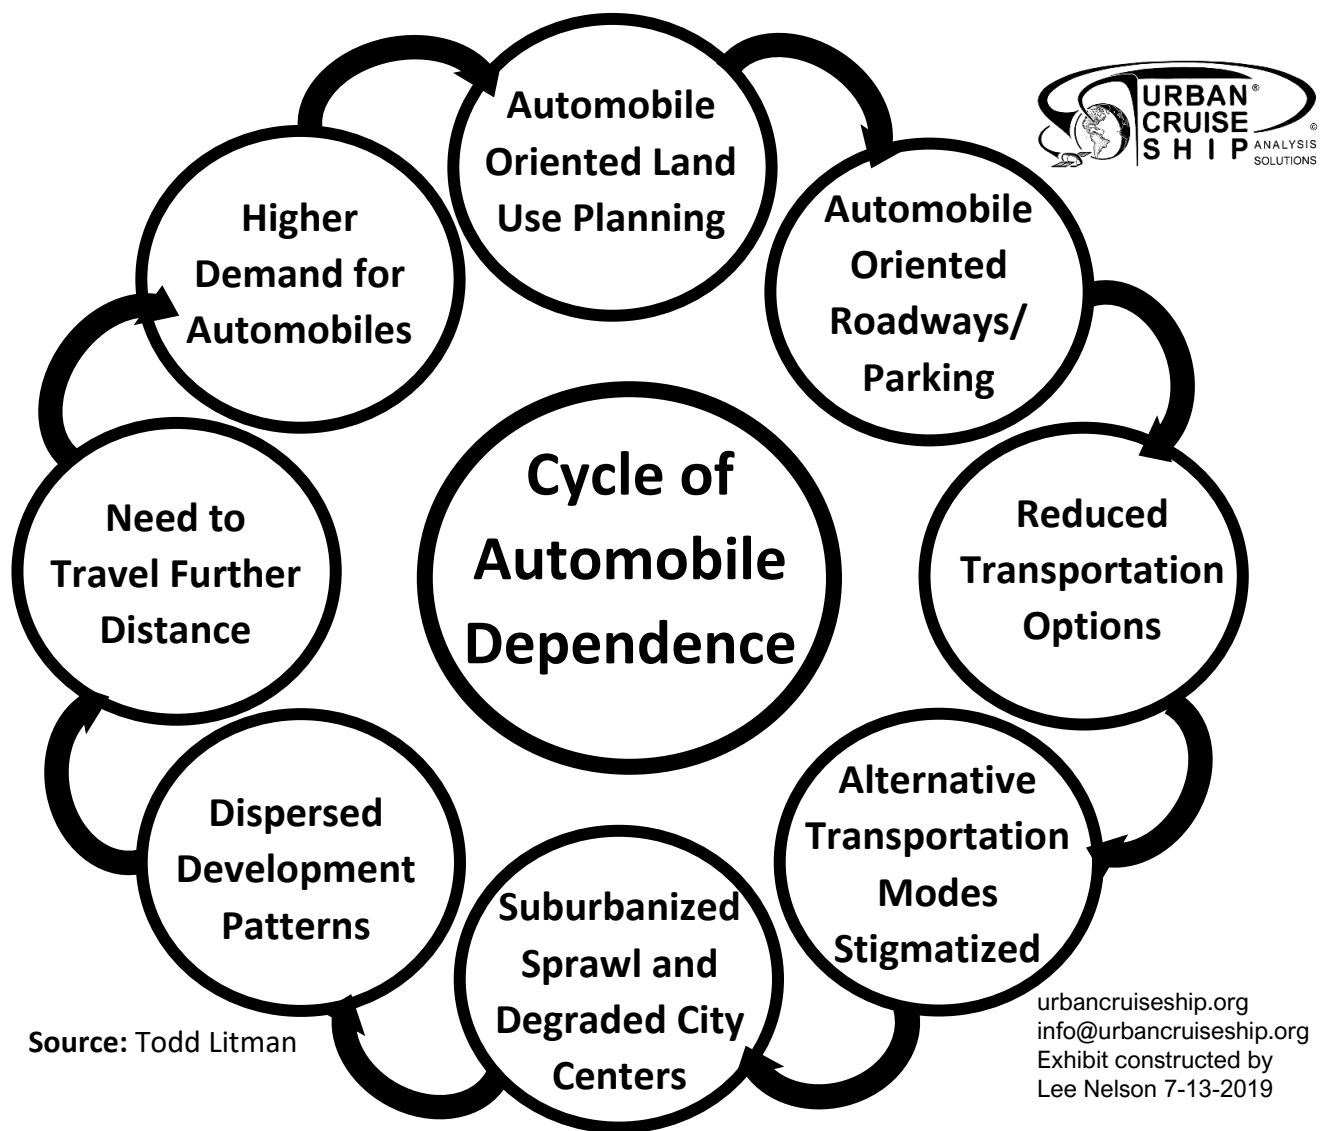 Automobile
Oriented Land
Use Planning
URBAN®
CRUISE
SHIP
©
ANALYSIS
SOLUTIONS
Automobile
Oriented
Roadways/
Parking
Higher
Demand for
Automobiles
Cycle of
Automobile
Dependence
Reduced
Transportation
Options
Need to
Travel Further
Distance
Alternative
Transportation
Modes
Stigmatized
Dispersed
Development
Patterns
Suburbanized
Sprawl and
Degraded City
Centers
Source: Todd Litman
urbancruiseship.org
info@urbancruiseship.org
Exhibit constructed by
Lee Nelson 7-13-2019